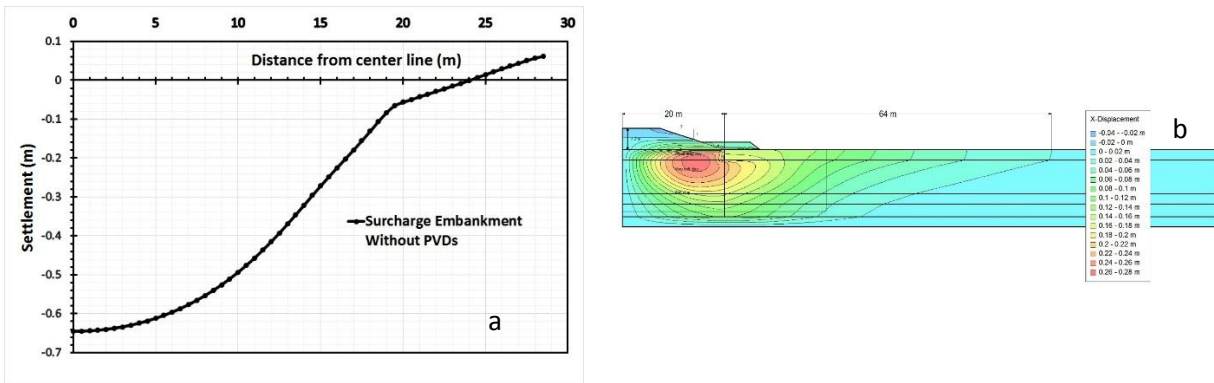 0 5 10 15 20 25 30
Distance from center line (m)
0.1
0
-0.1
-0.2
-0.3
-0.4
-0.5
-0.6
-0.7
Settlement (m)
Surcharge Embankment
Without PVDs
a
20 m 64 m
b
X-Displacement
-0.04 - -0.02 m
-0.02 - 0 m
0 - 0.02 m
0.02 - 0.04 m
0.04 - 0.06 m
0.06 - 0.08 m
0.08 - 0.1 m
0.1 - 0.12 m
0.12 - 0.14 m
0.14 - 0.16 m
0.16 - 0.18 m
0.18 - 0.2 m
0.2 - 0.22 m
0.22 - 0.24 m
0.24 - 0.26 m
0.26 - 0.28 m